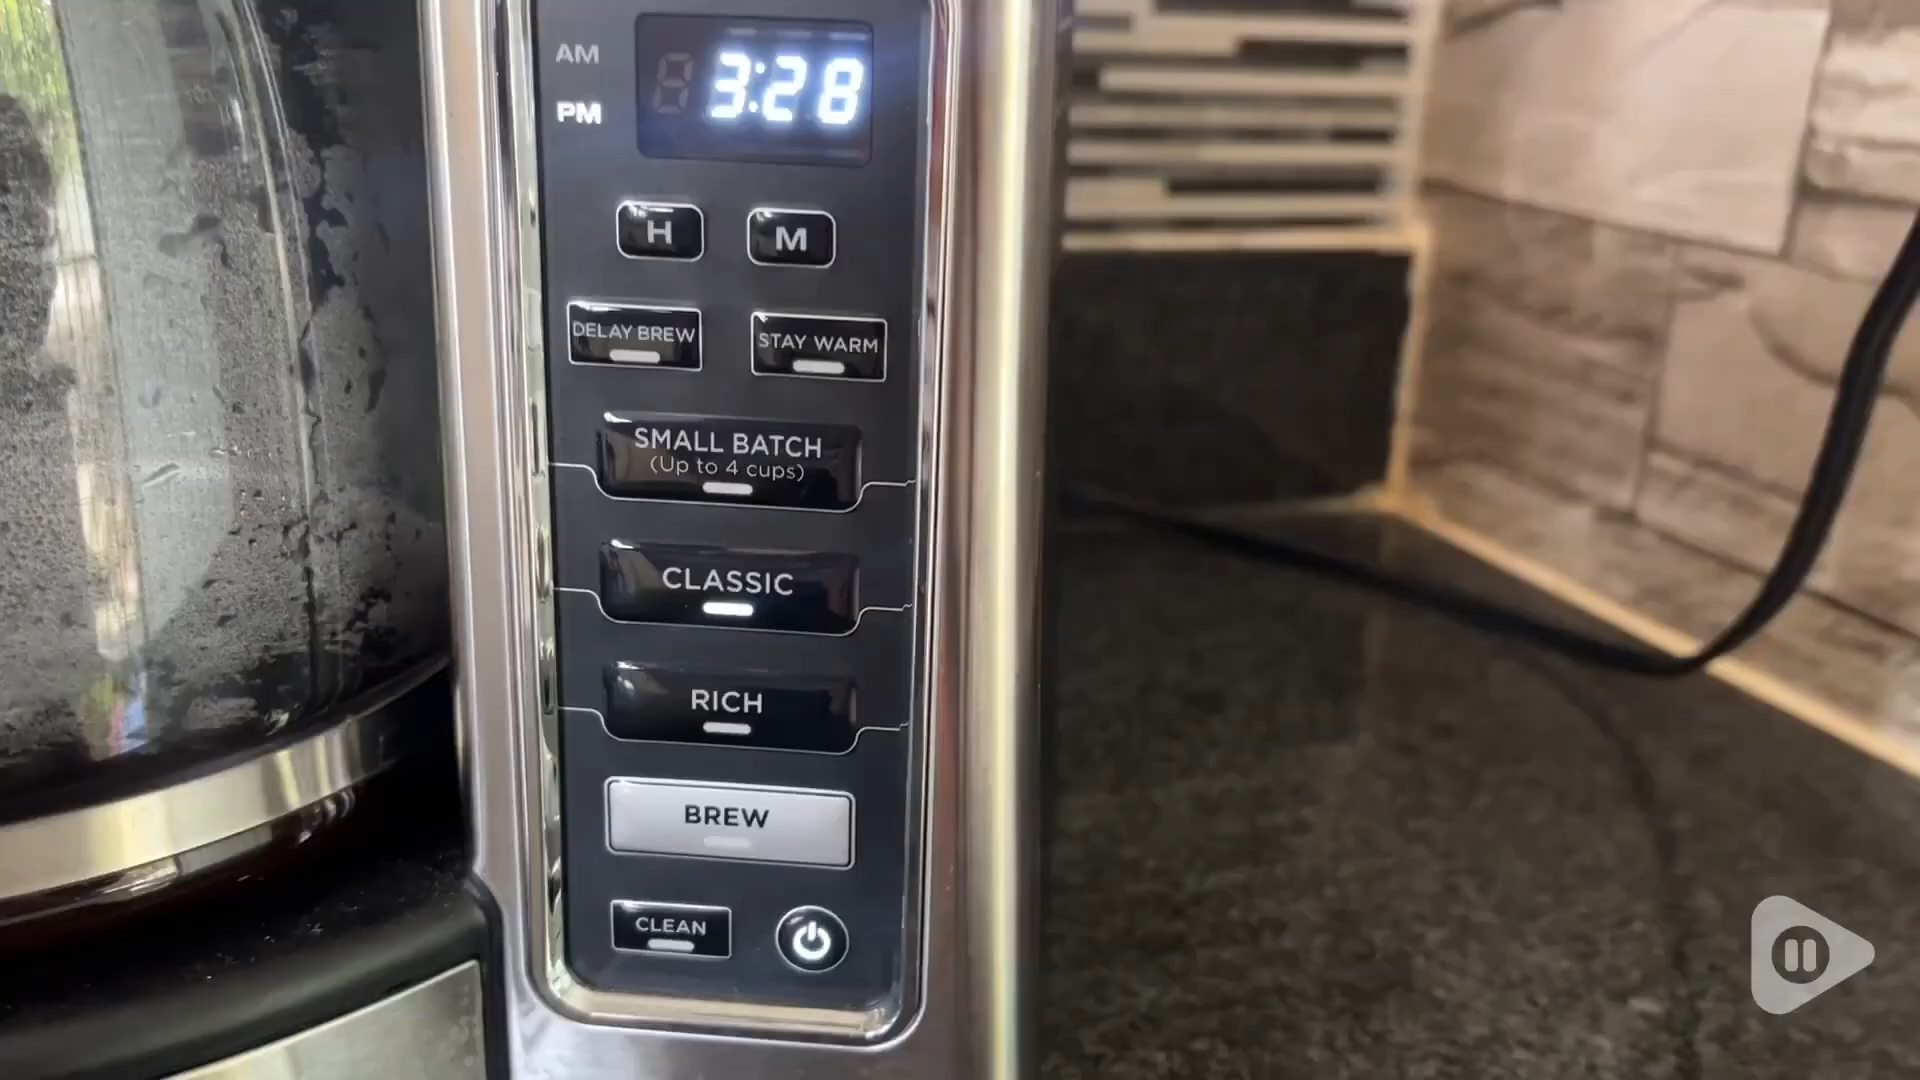 AM
3:28
PM
H M
DELAY BREW STAY WARM
SMALL BATCH
(Up to 4 cups)
CLASSIC
RICH
BREW
CLEAN